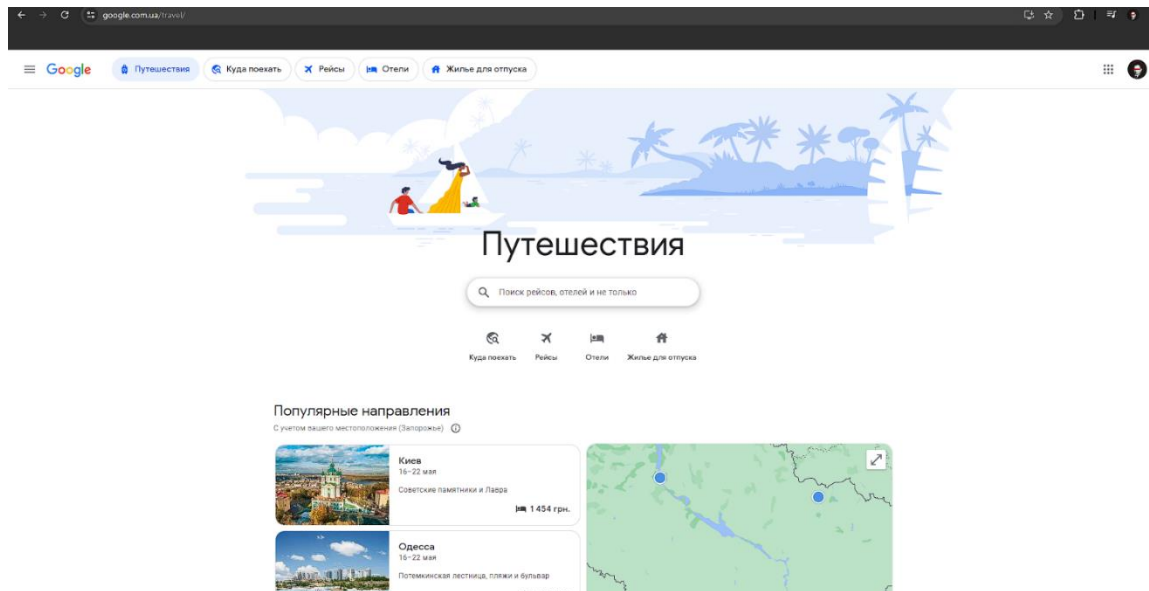 google.com.ua/travel/
Google Путешествия Куда поехать Рейсы Отели Жилье для отпуска
Путешествия
Поиск рейсов, отелей и не только
Куда поехать Рейсы Отели Жилье для отпуска
Популярные направления
С учетом вашего местоположения (Запорожье)
Киев
16–22 мая
Советские памятники и Лавра
1 454 грн.
Одесса
16–22 мая
Потемкинская лестница, пляжи и бульвар